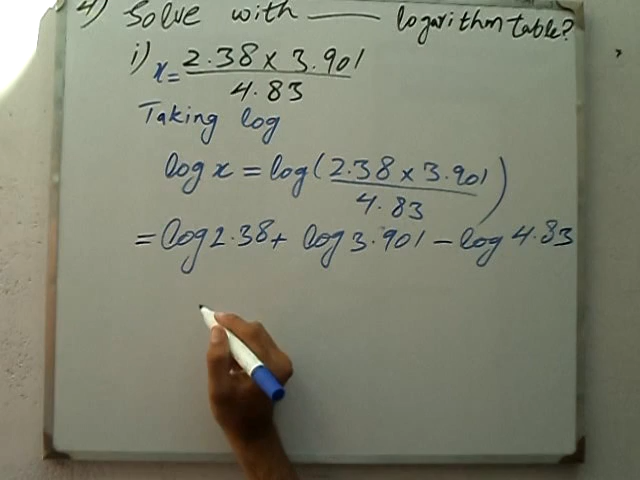 4) Solve with ——— logarithm table?
i) x = 2.38 × 3.901
4.83
Taking log
log x = log(2.38 × 3.901)
4.83
= log 2.38 + log 3.901 - log 4.83